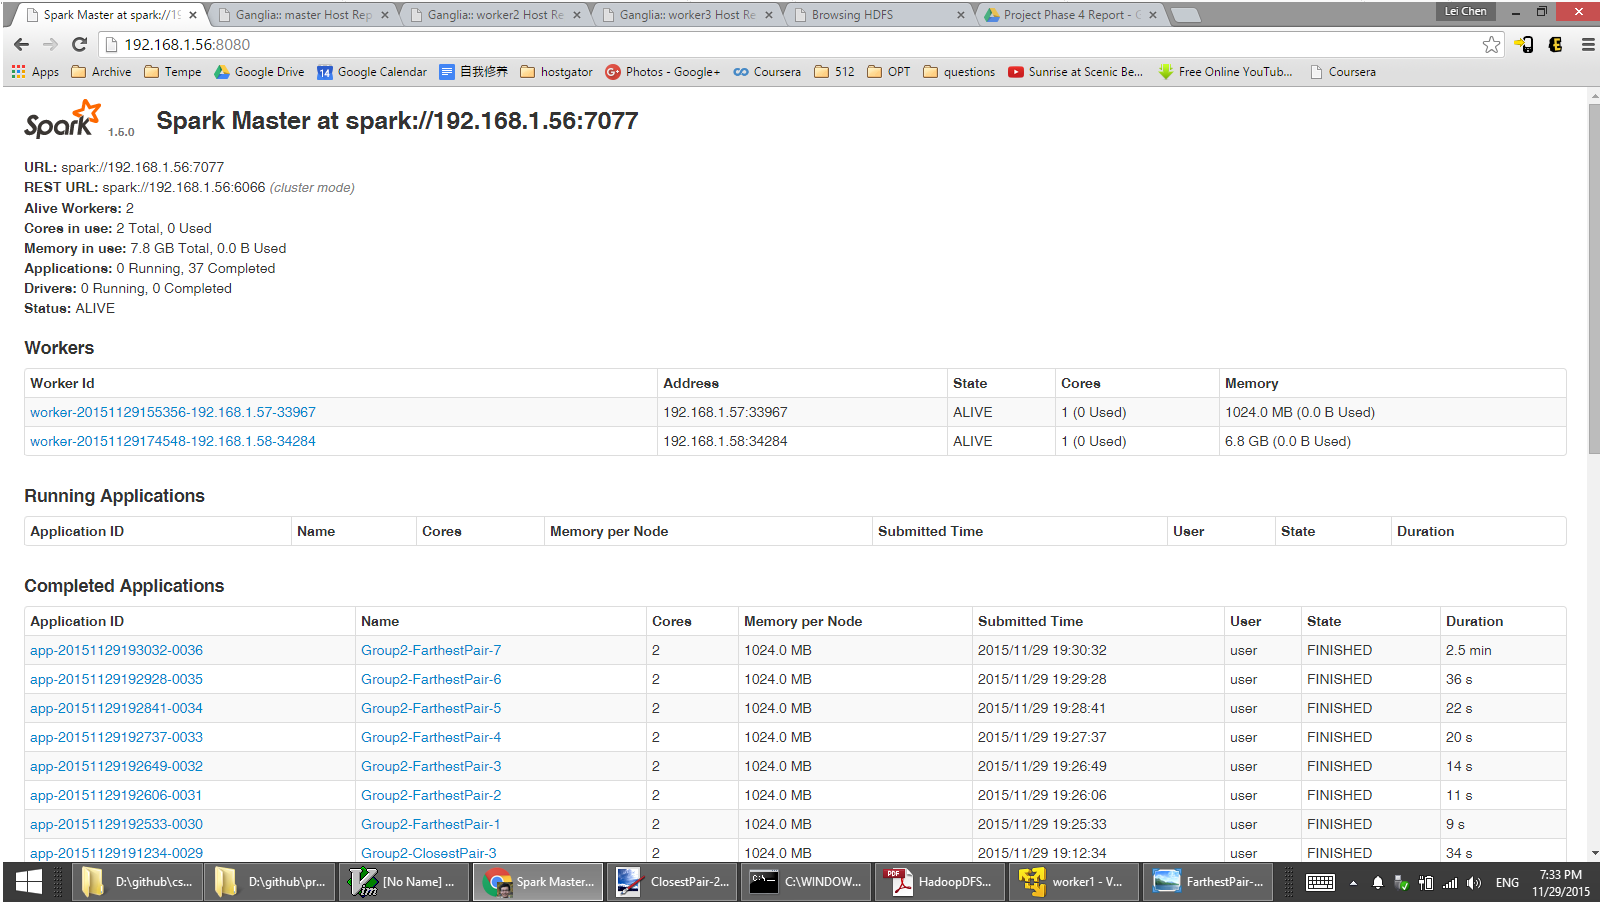 Spark Master at spark://19
Ganglia:: master Host Rep
Ganglia:: worker2 Host Re
Ganglia:: worker3 Host Re
Browsing HDFS
Project Phase 4 Report - G
Lei Chen
192.168.1.56:8080
Apps Archive Tempe Google Drive Google Calendar 自我修养 hostgator Photos - Google+ Coursera 512 OPT questions Sunrise at Scenic Be... Free Online YouTub... Coursera
Spark 1.5.0 Spark Master at spark://192.168.1.56:7077
URL: spark://192.168.1.56:7077
REST URL: spark://192.168.1.56:6066 (cluster mode)
Alive Workers: 2
Cores in use: 2 Total, 0 Used
Memory in use: 7.8 GB Total, 0.0 B Used
Applications: 0 Running, 37 Completed
Drivers: 0 Running, 0 Completed
Status: ALIVE
Workers
Worker Id Address State Cores Memory
worker-20151129155356-192.168.1.57-33967 192.168.1.57:33967 ALIVE 1 (0 Used) 1024.0 MB (0.0 B Used)
worker-20151129174548-192.168.1.58-34284 192.168.1.58:34284 ALIVE 1 (0 Used) 6.8 GB (0.0 B Used)
Running Applications
Application ID Name Cores Memory per Node Submitted Time User State Duration
Completed Applications
Application ID Name Cores Memory per Node Submitted Time User State Duration
app-20151129193032-0036 Group2-FarthestPair-7 2 1024.0 MB 2015/11/29 19:30:32 user FINISHED 2.5 min
app-20151129192928-0035 Group2-FarthestPair-6 2 1024.0 MB 2015/11/29 19:29:28 user FINISHED 36 s
app-20151129192841-0034 Group2-FarthestPair-5 2 1024.0 MB 2015/11/29 19:28:41 user FINISHED 22 s
app-20151129192737-0033 Group2-FarthestPair-4 2 1024.0 MB 2015/11/29 19:27:37 user FINISHED 20 s
app-20151129192649-0032 Group2-FarthestPair-3 2 1024.0 MB 2015/11/29 19:26:49 user FINISHED 14 s
app-20151129192606-0031 Group2-FarthestPair-2 2 1024.0 MB 2015/11/29 19:26:06 user FINISHED 11 s
app-20151129192533-0030 Group2-FarthestPair-1 2 1024.0 MB 2015/11/29 19:25:33 user FINISHED 9 s
app-20151129191234-0029 Group2-ClosestPair-3 2 1024.0 MB 2015/11/29 19:12:34 user FINISHED 34 s
D:\github\cs... D:\github\pr... [No Name] ... Spark Master... ClosestPair-2... C:\WINDOW... HadoopDFS... worker1 - V... FarthestPair-... ENG 7:33 PM
11/29/2015